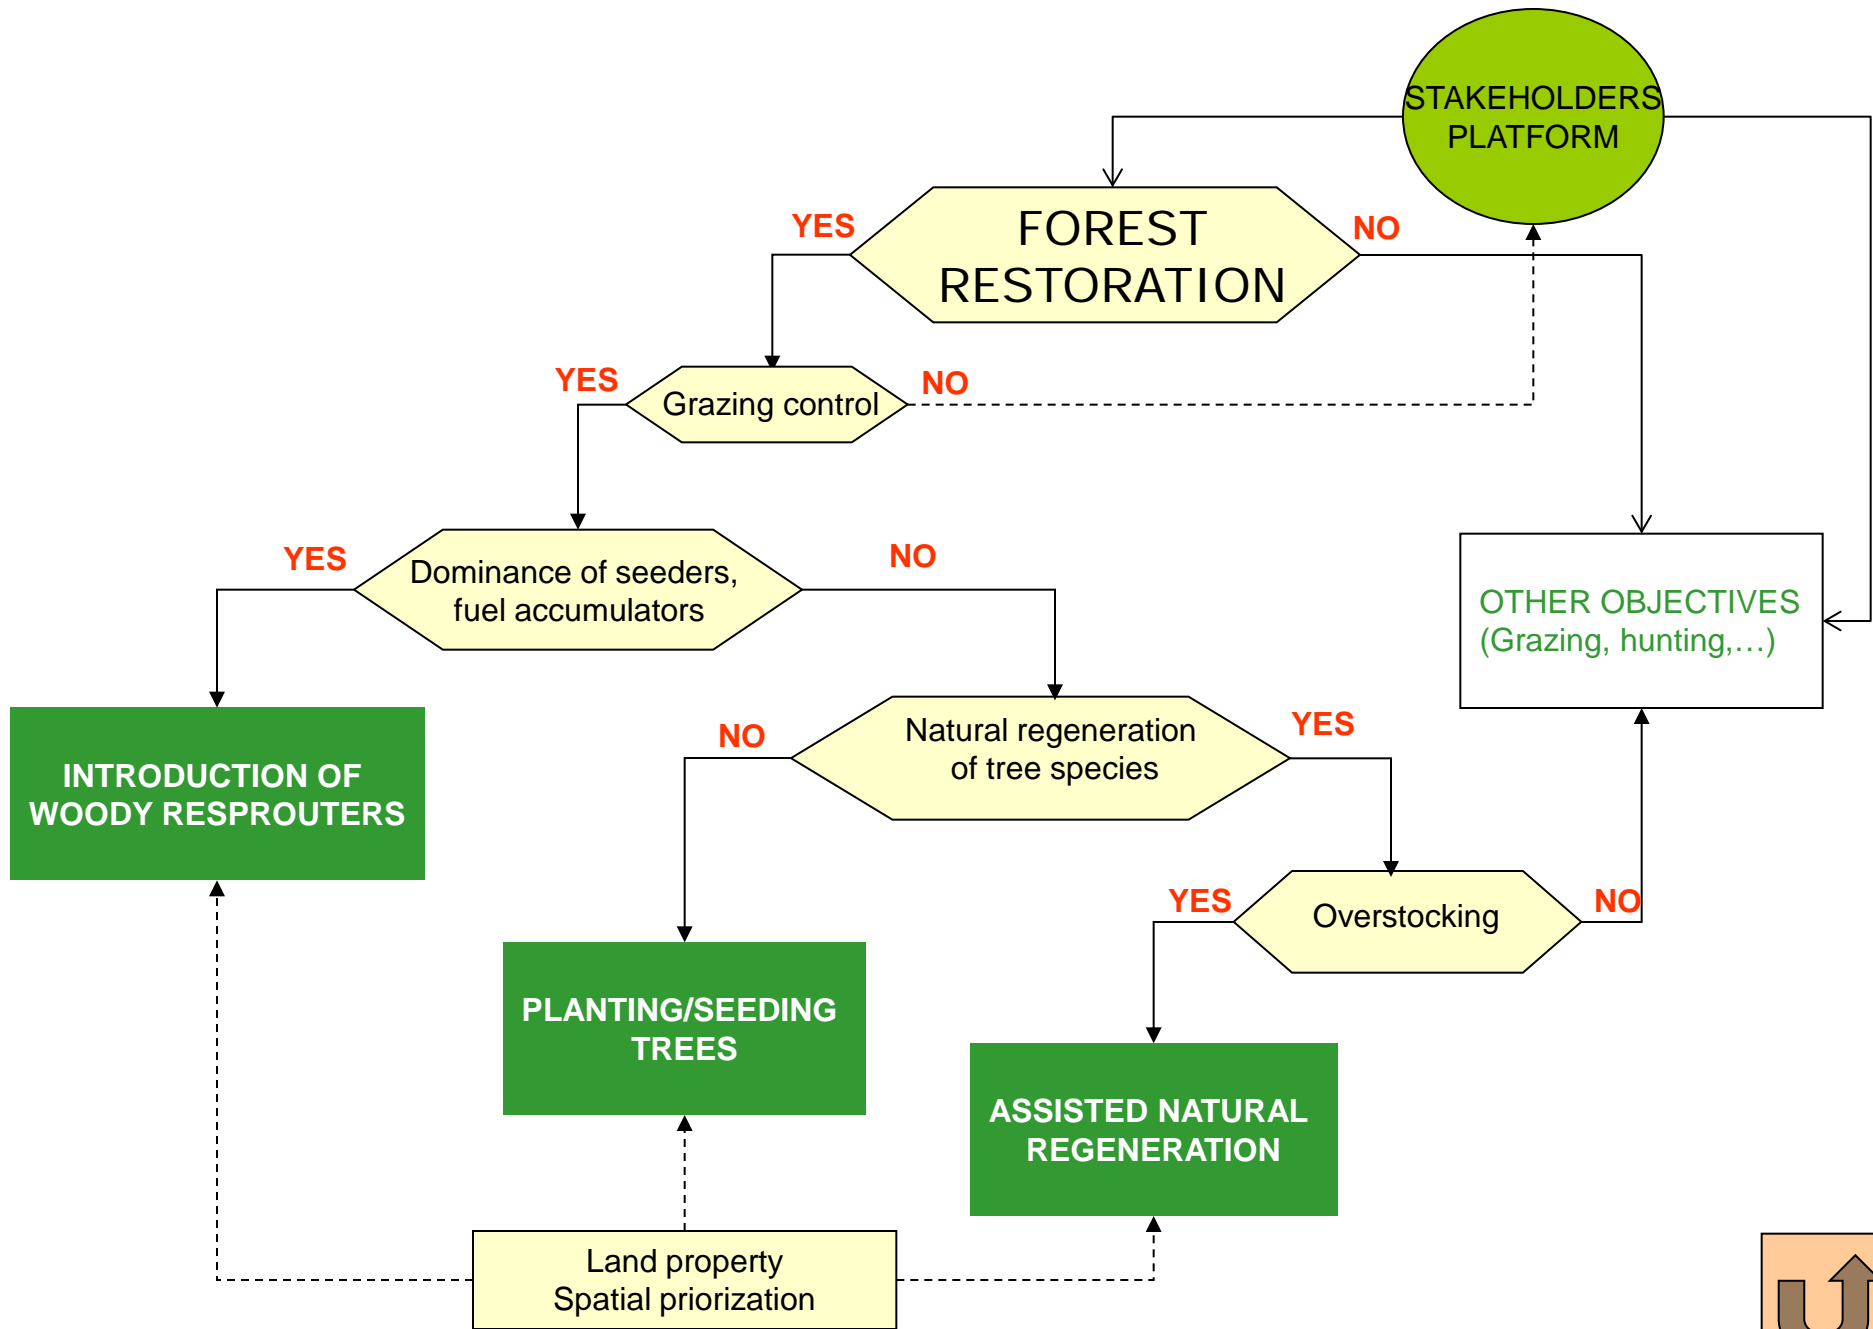 STAKEHOLDERS
PLATFORM
YES
FOREST
RESTORATION
NO
YES
Grazing control
NO
YES
Dominance of seeders,
fuel accumulators
NO
OTHER OBJECTIVES
(Grazing, hunting,…)
INTRODUCTION OF
WOODY RESPROUTERS
NO
Natural regeneration
of tree species
YES
YES
Overstocking
NO
PLANTING/SEEDING
TREES
ASSISTED NATURAL
REGENERATION
Land property
Spatial priorization